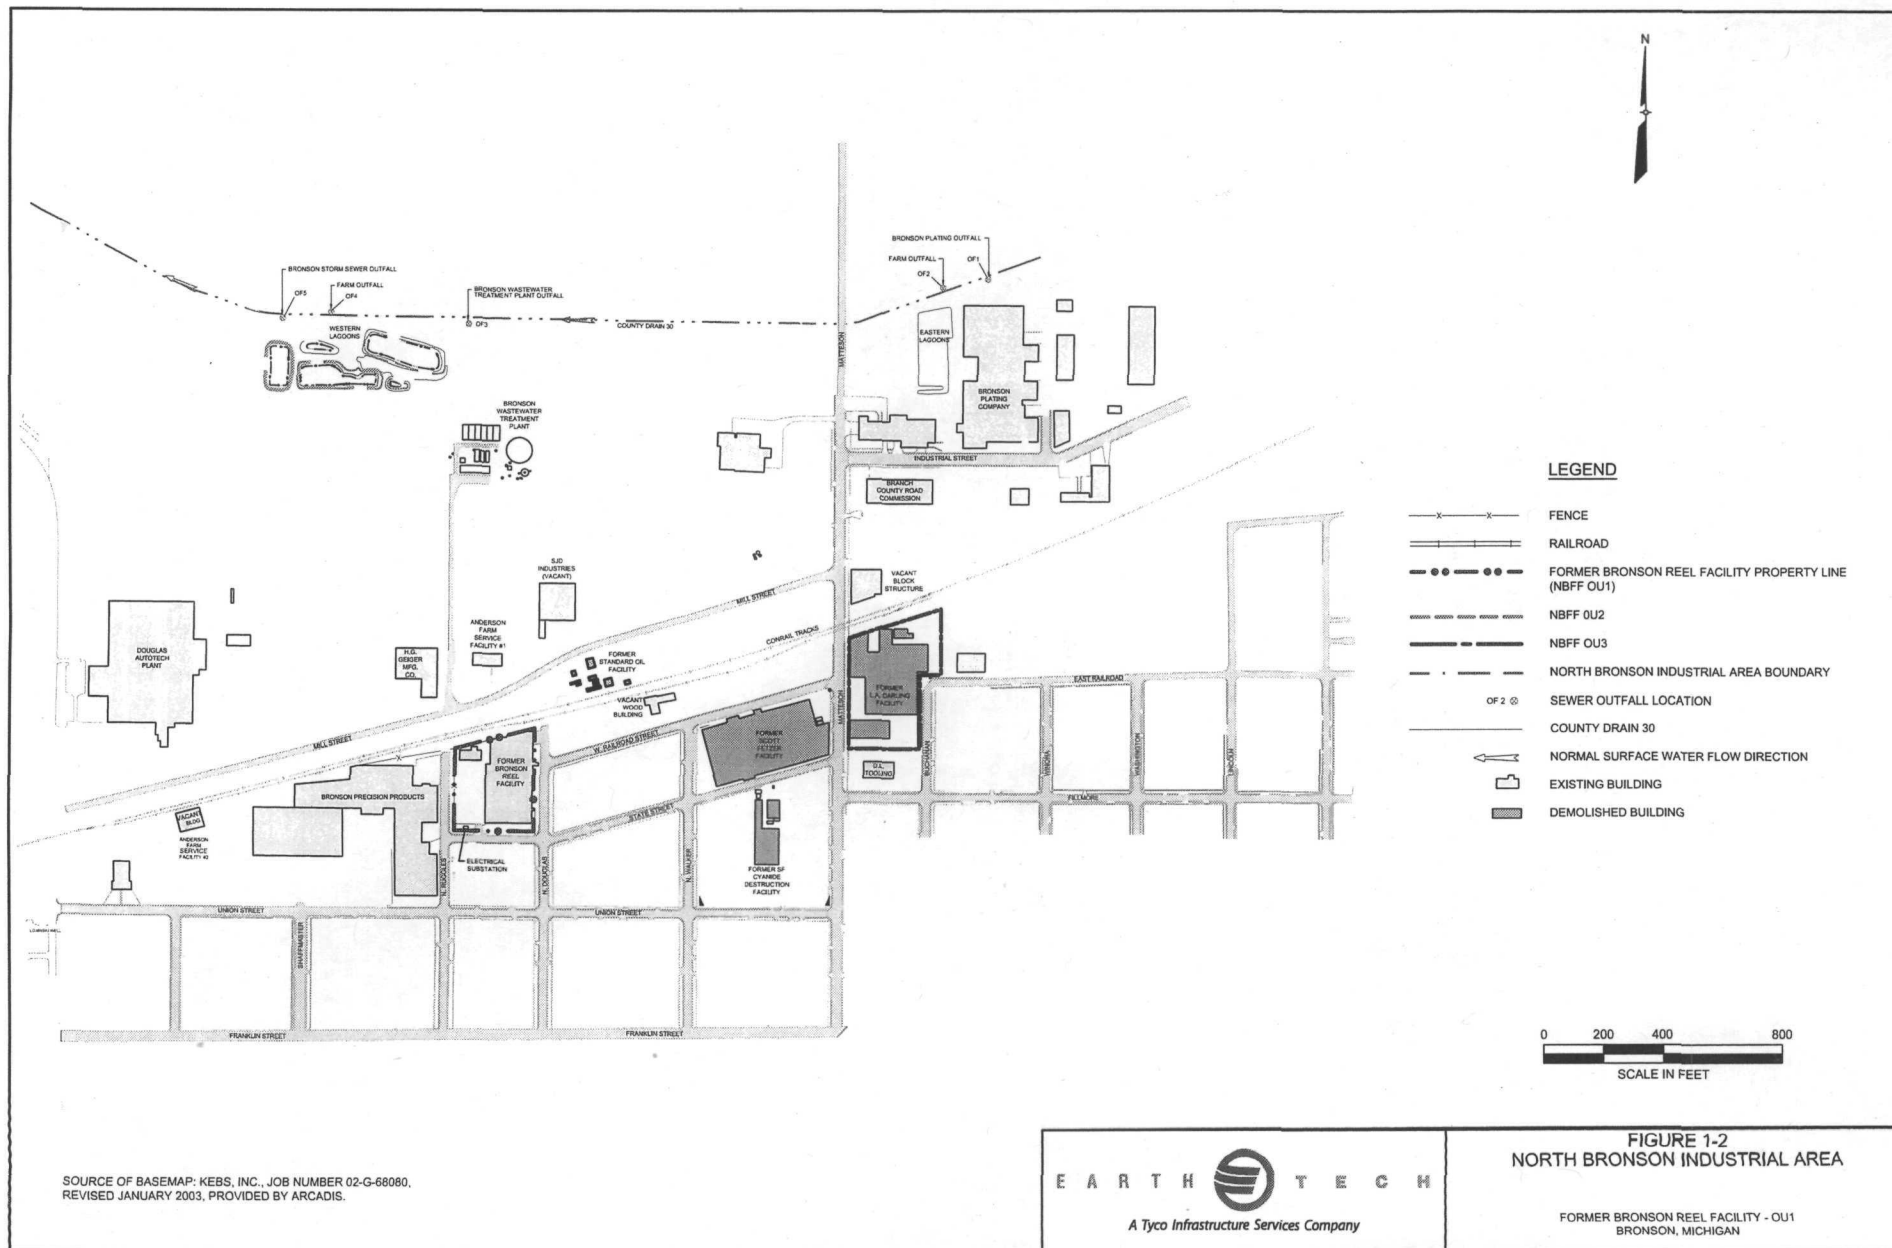 N
BRONSON PLATING OUTFALL
FARM OUTFALL
OF1
OF2
BRONSON STORM SEWER OUTFALL
FARM OUTFALL
OF5
OF4
BRONSON WASTEWATER
TREATMENT PLANT OUTFALL
OF3
COUNTY DRAIN 30
WESTERN
LAGOONS
EASTERN
LAGOONS
MATTESON
BRONSON
PLATING
COMPANY
BRONSON
WASTEWATER
TREATMENT
PLANT
INDUSTRIAL STREET
BRANCH
COUNTY ROAD
COMMISSION
SJD
INDUSTRIES
(VACANT)
VACANT
BLOCK
STRUCTURE
MILL STREET
CONRAIL TRACKS
ANDERSON
FARM
SERVICE
FACILITY #1
DOUGLAS
AUTOTECH
PLANT
H.G.
GEIGER
MFG.
CO.
FORMER
STANDARD OIL
FACILITY
VACANT
WOOD
BUILDING
FORMER
L.A. DARLING
FACILITY
EAST RAILROAD
MATTESON
MILL STREET
W. RAILROAD STREET
FORMER
SCOTT
FETZER
FACILITY
FORMER
BRONSON
REEL
FACILITY
D.L.
TOOLING
BUCHANAN
WINONA
WASHINGTON
LINCOLN
FILLMORE
BRONSON PRECISION PRODUCTS
VACANT
BLDG
ANDERSON
FARM
SERVICE
FACILITY #2
STATE STREET
ELECTRICAL
SUBSTATION
N. RUGGLES
N. DOUGLAS
N. WALKER
FORMER SF
CYANIDE
DESTRUCTION
FACILITY
UNION STREET
UNION STREET
SHAFFMASTER
FRANKLIN STREET
FRANKLIN STREET
LEGEND
FENCE
RAILROAD
FORMER BRONSON REEL FACILITY PROPERTY LINE
(NBFF OU1)
NBFF 0U2
NBFF OU3
NORTH BRONSON INDUSTRIAL AREA BOUNDARY
OF 2 SEWER OUTFALL LOCATION
COUNTY DRAIN 30
NORMAL SURFACE WATER FLOW DIRECTION
EXISTING BUILDING
DEMOLISHED BUILDING
0 200 400 800
SCALE IN FEET
SOURCE OF BASEMAP: KEBS, INC., JOB NUMBER 02-G-68080,
REVISED JANUARY 2003, PROVIDED BY ARCADIS.
EARTH TECH
A Tyco Infrastructure Services Company
FIGURE 1-2
NORTH BRONSON INDUSTRIAL AREA
FORMER BRONSON REEL FACILITY - OU1
BRONSON, MICHIGAN